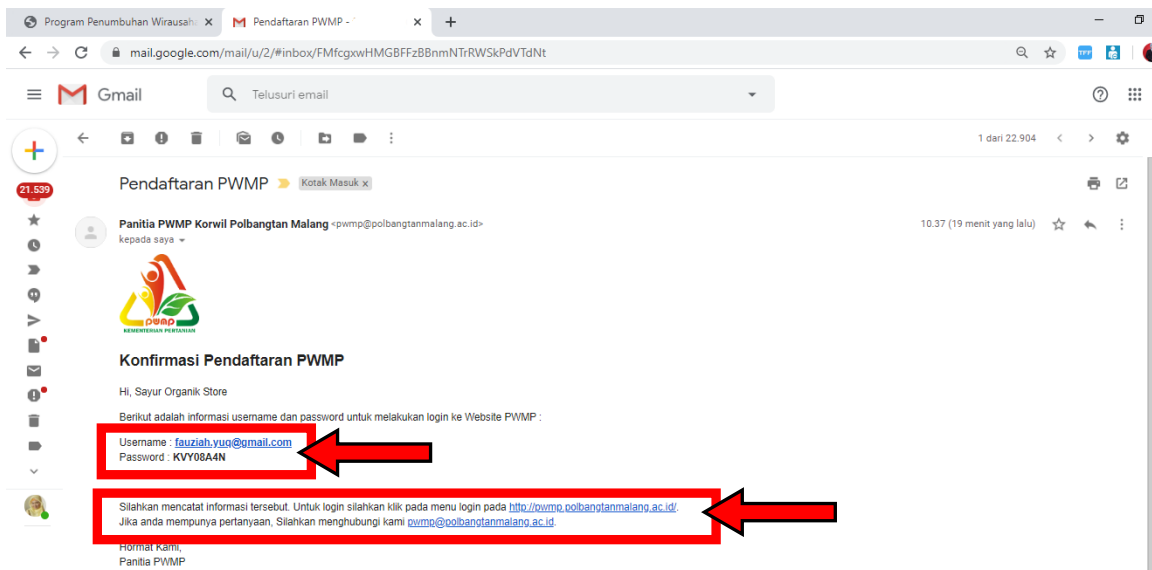 Program Penumbuhan Wirausaha
Pendaftaran PWMP -
mail.google.com/mail/u/2/#inbox/FMfcgxwHMGBFFzBBnmNTrRWSkPdVTdNt
TFF
Gmail
Telusuri email
1 dari 22.904
21.539
Pendaftaran PWMP
Kotak Masuk x
Panitia PWMP Korwil Polbangtan Malang <pwmp@polbangtanmalang.ac.id>
10.37 (19 menit yang lalu)
kepada saya
pwmp
KEMENTERIAN PERTANIAN
Konfirmasi Pendaftaran PWMP
Hi, Sayur Organik Store
Berikut adalah informasi username dan password untuk melakukan login ke Website PWMP :
Username : fauziah.yuq@gmail.com
Password : KVY08A4N
Silahkan mencatat informasi tersebut. Untuk login silahkan klik pada menu login pada http://pwmp.polbangtanmalang.ac.id/.
Jika anda mempunya pertanyaan, Silahkan menghubungi kami pwmp@polbangtanmalang.ac.id.
Hormat Kami,
Panitia PWMP